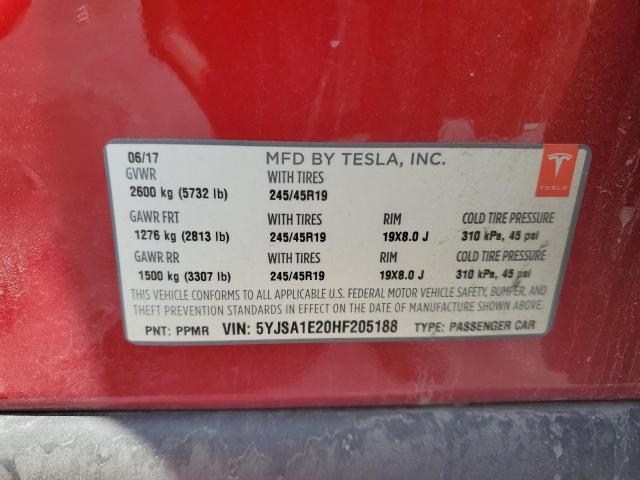 06/17 MFD BY TESLA, INC.
GVWR WITH TIRES
2600 kg (5732 lb) 245/45R19
GAWR FRT WITH TIRES RIM COLD TIRE PRESSURE
1276 kg (2813 lb) 245/45R19 19X8.0 J 310 kPa, 45 psi
GAWR RR WITH TIRES RIM COLD TIRE PRESSURE
1500 kg (3307 lb) 245/45R19 19X8.0 J 310 kPa, 45 psi
THIS VEHICLE CONFORMS TO ALL APPLICABLE U.S. FEDERAL MOTOR VEHICLE SAFETY, BUMPER, AND
THEFT PREVENTION STANDARDS IN EFFECT ON THE DATE OF MANUFACTURE SHOWN ABOVE.
PNT: PPMR VIN: 5YJSA1E20HF205188 TYPE: PASSENGER CAR
TESLA